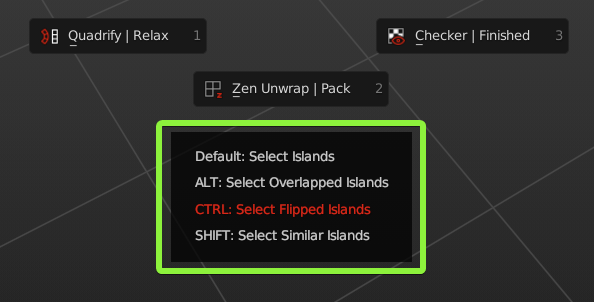 Quadrify | Relax 1
Checker | Finished 3
Zen Unwrap | Pack 2
Default: Select Islands
ALT: Select Overlapped Islands
CTRL: Select Flipped Islands
SHIFT: Select Similar Islands